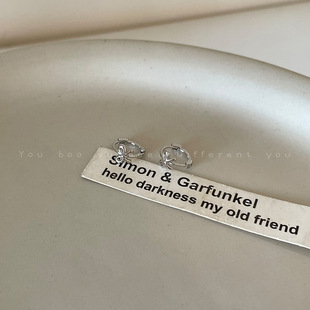 Simon & Garfunkel
hello darkness my old friend